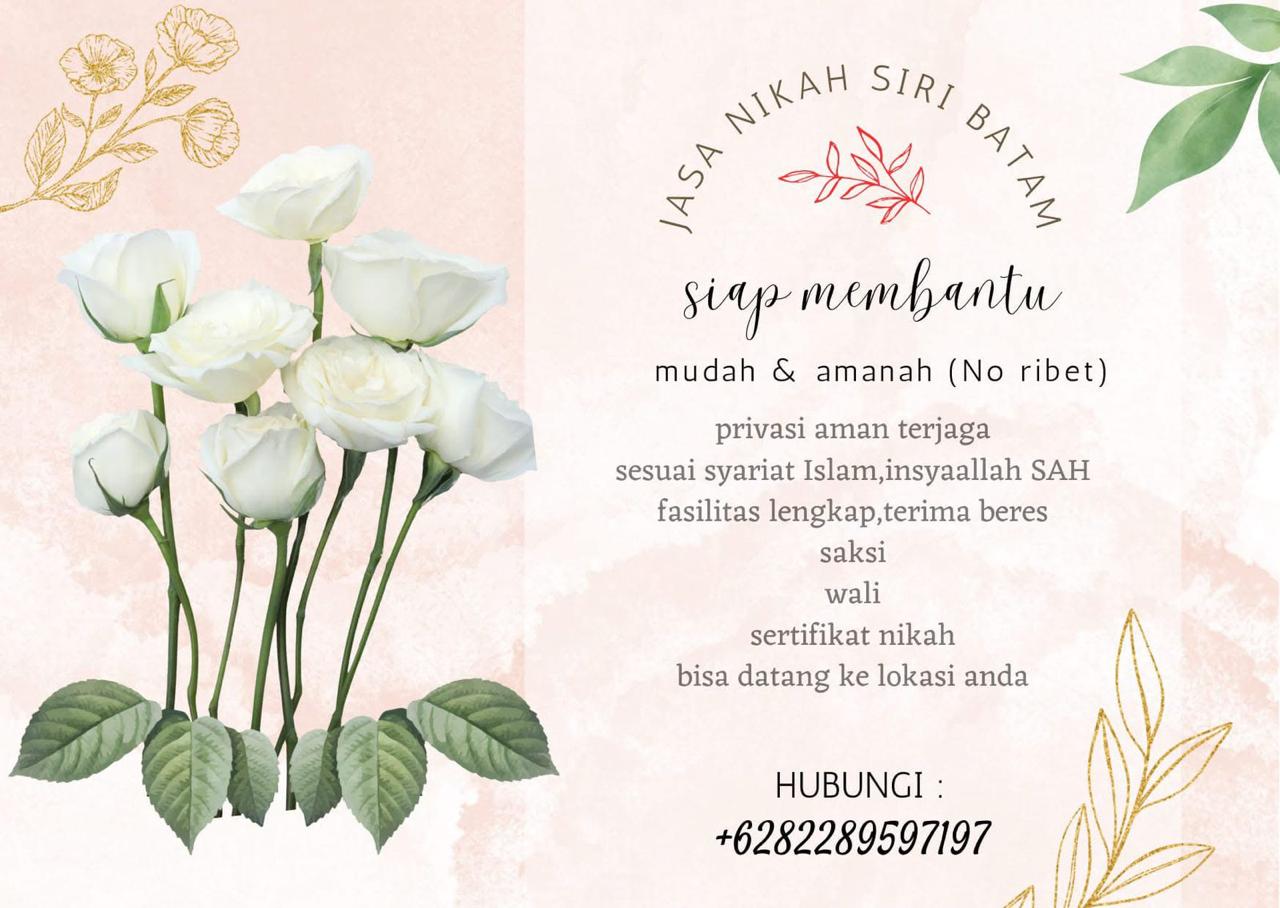 JASA NIKAH SIRI BATAM
siap membantu
mudah & amanah (No ribet)
privasi aman terjaga
sesuai syariat Islam,insyaallah SAH
fasilitas lengkap,terima beres
saksi
wali
sertifikat nikah
bisa datang ke lokasi anda
HUBUNGI :
+6282289597197